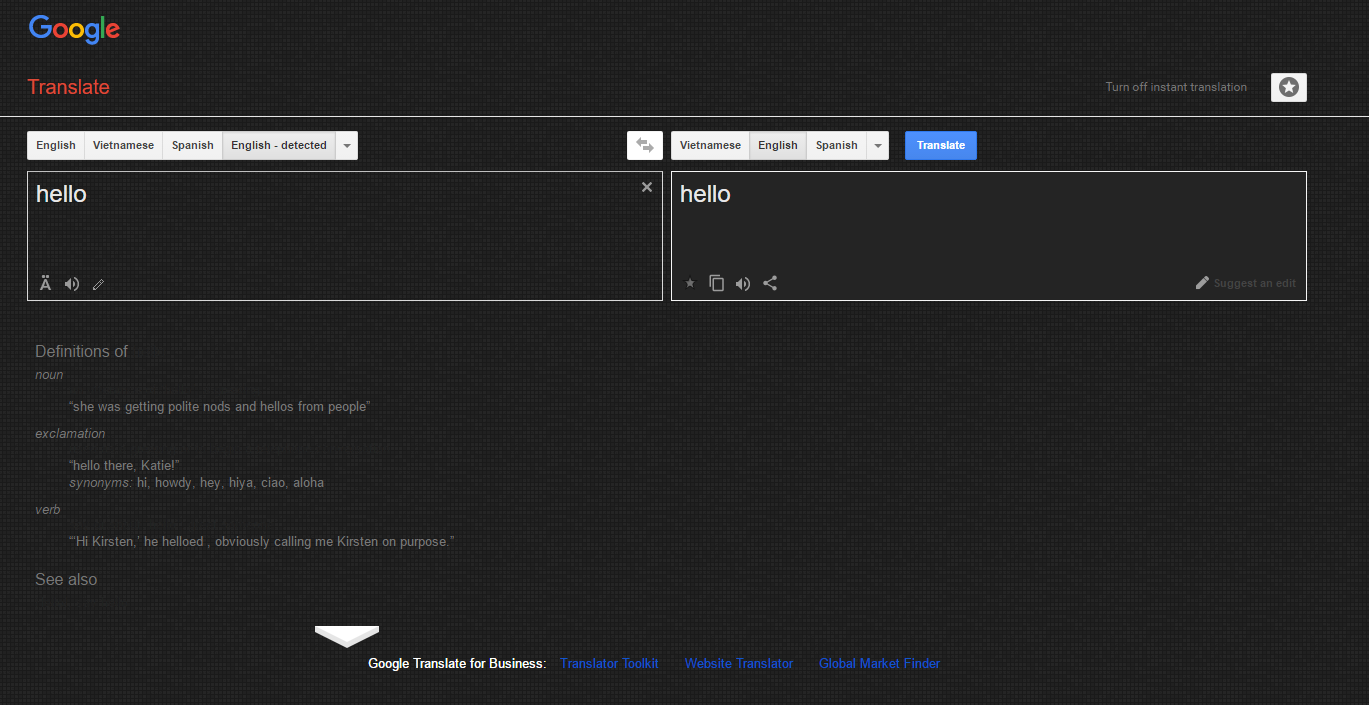 Google
Translate
Turn off instant translation
English Vietnamese Spanish English - detected
Vietnamese English Spanish Translate
hello
hello
Ä
Suggest an edit
Definitions of
noun
“she was getting polite nods and hellos from people”
exclamation
“hello there, Katie!”
synonyms: hi, howdy, hey, hiya, ciao, aloha
verb
“‘Hi Kirsten,’ he helloed , obviously calling me Kirsten on purpose.”
See also
Google Translate for Business: Translator Toolkit Website Translator Global Market Finder